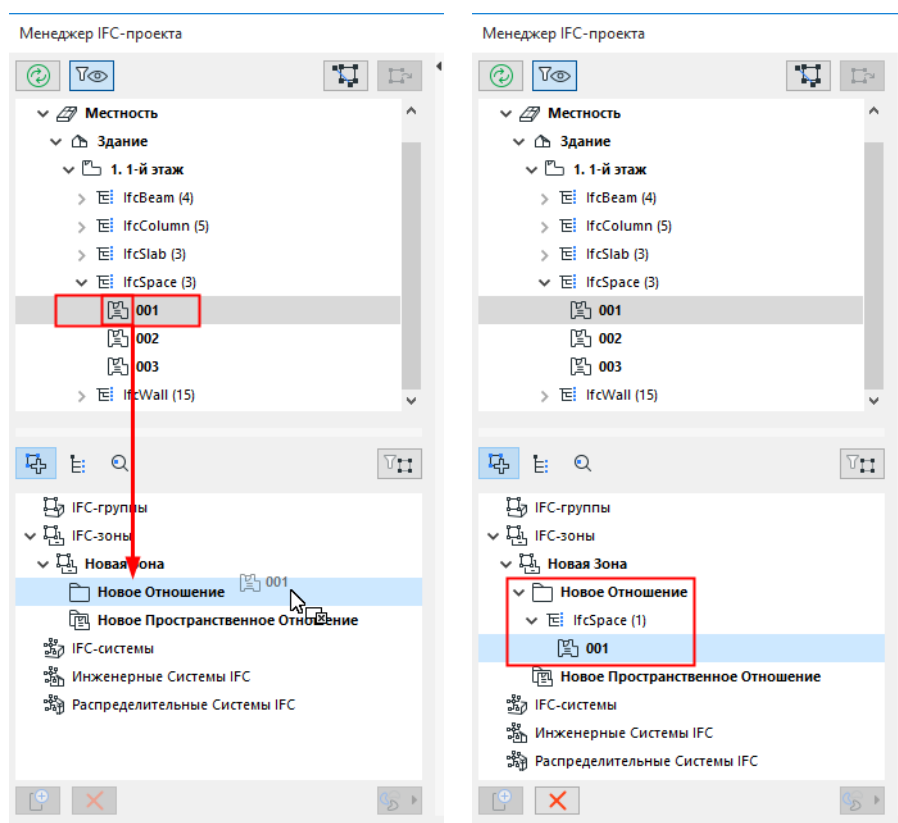 Менеджер IFC-проекта
Местность
Здание
1. 1-й этаж
IfcBeam (4)
IfcColumn (5)
IfcSlab (3)
IfcSpace (3)
001
002
003
IfcWall (15)
IFC-группы
IFC-зоны
Новая Зона
Новое Отношение
001
Новое Пространственное Отношение
IFC-системы
Инженерные Системы IFC
Распределительные Системы IFC
Менеджер IFC-проекта
Местность
Здание
1. 1-й этаж
IfcBeam (4)
IfcColumn (5)
IfcSlab (3)
IfcSpace (3)
001
002
003
IfcWall (15)
IFC-группы
IFC-зоны
Новая Зона
Новое Отношение
IfcSpace (1)
001
Новое Пространственное Отношение
IFC-системы
Инженерные Системы IFC
Распределительные Системы IFC